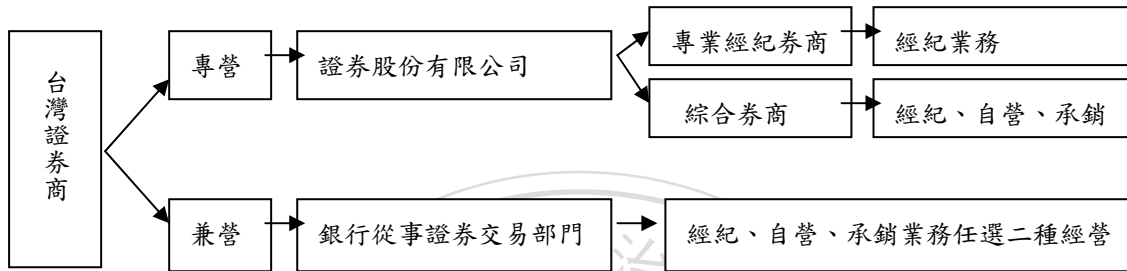 台灣證券商
專營
證券股份有限公司
專業經紀券商
經紀業務
綜合券商
經紀、自營、承銷
兼營
銀行從事證券交易部門
經紀、自營、承銷業務任選二種經營